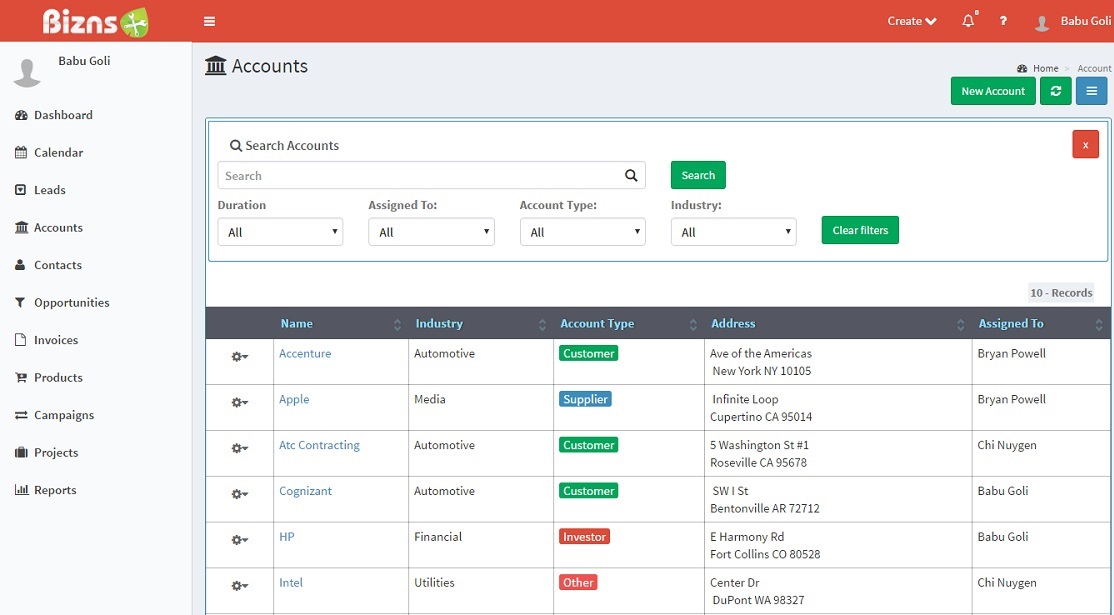 Bizns
Create
0
?
Babu Goli
Babu Goli
Dashboard
Calendar
Leads
Accounts
Contacts
Opportunities
Invoices
Products
Campaigns
Projects
Reports
Accounts
Home > Account
New Account
Search Accounts
x
Search
Search
Duration Assigned To: Account Type: Industry:
All All All All Clear filters
10 - Records
Name Industry Account Type Address Assigned To
Accenture Automotive Customer Ave of the Americas Bryan Powell
New York NY 10105
Apple Media Supplier Infinite Loop Bryan Powell
Cupertino CA 95014
Atc Contracting Automotive Customer 5 Washington St #1 Chi Nuygen
Roseville CA 95678
Cognizant Automotive Customer SW I St Babu Goli
Bentonville AR 72712
HP Financial Investor E Harmony Rd Babu Goli
Fort Collins CO 80528
Intel Utilities Other Center Dr Chi Nuygen
DuPont WA 98327